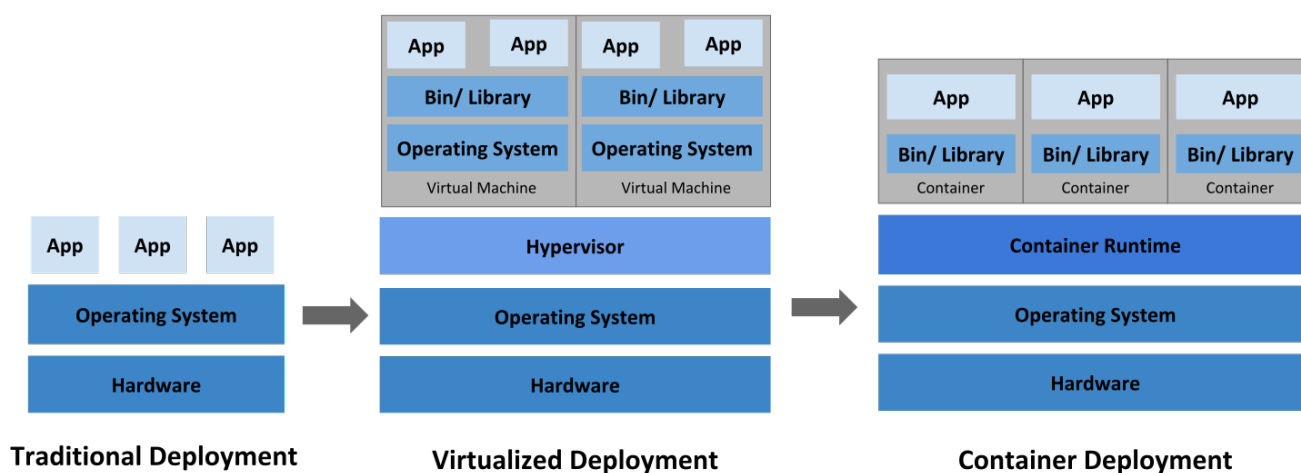 App App App
Operating System
Hardware
Traditional Deployment
App App App App
Bin/ Library Bin/ Library
Operating System Operating System
Virtual Machine Virtual Machine
Hypervisor
Operating System
Hardware
Virtualized Deployment
App App App
Bin/ Library Bin/ Library Bin/ Library
Container Container Container
Container Runtime
Operating System
Hardware
Container Deployment